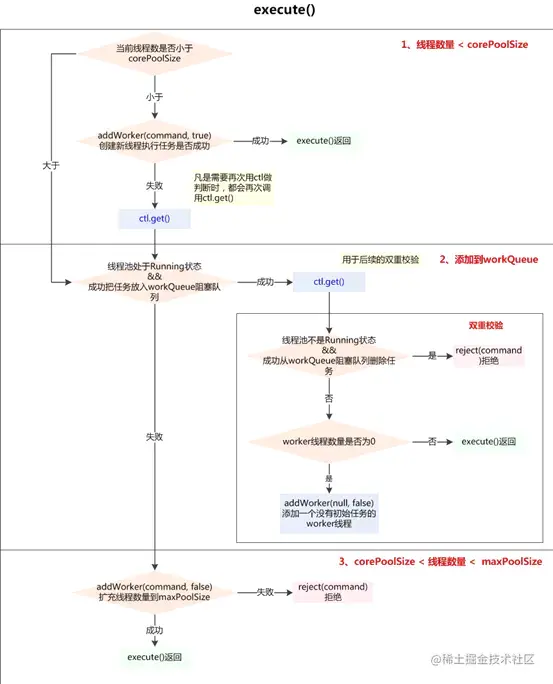 execute()
1、线程数量 < corePoolSize
当前线程数是否小于
corePoolSize
小于
大于
addWorker(command, true)
创建新线程执行任务是否成功
成功
execute()返回
失败
凡是需要再次用ctl做
判断时，都会再次调
用ctl.get()
ctl.get()
2、添加到workQueue
用于后续的双重校验
线程池处于Running状态
&&
成功把任务放入workQueue阻塞队
列
成功
ctl.get()
双重校验
线程池不是Running状态
&&
成功从workQueue阻塞队列删除任
务
是
reject(command
)拒绝
否
worker线程数量是否为0
否
execute()返回
是
addWorker(null, false)
添加一个没有初始任务的
worker线程
失败
3、corePoolSize < 线程数量 < maxPoolSize
addWorker(command, false)
扩充线程数量到maxPoolSize
失败
reject(command)
拒绝
成功
execute()返回
@稀土掘金技术社区